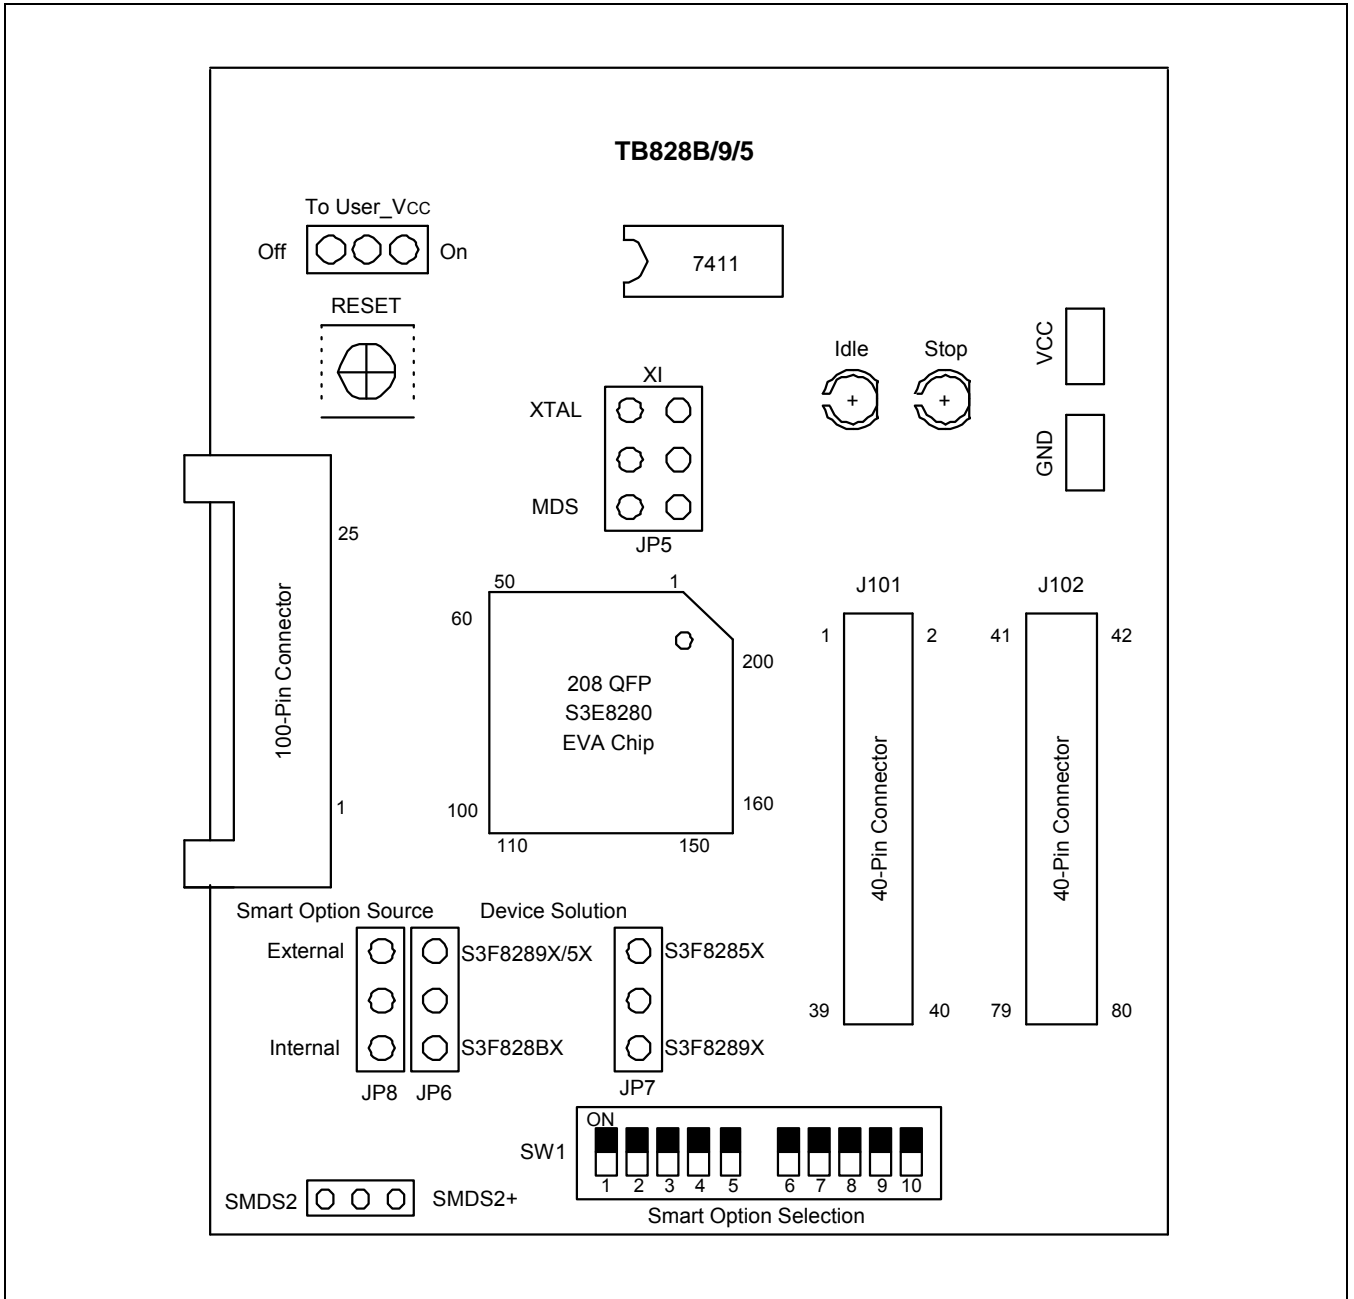 TB828B/9/5
To User_VCC
Off
On
7411
RESET
VCC
Idle
Stop
XI
XTAL
GND
MDS
25
JP5
50
1
J101
J102
60
1
2
41
42
200
208 QFP
S3E8280
EVA Chip
100-Pin Connector
40-Pin Connector
40-Pin Connector
1
100
160
110
150
Smart Option Source
Device Solution
External
S3F8289X/5X
S3F8285X
39
40
79
80
Internal
S3F828BX
S3F8289X
JP8
JP6
JP7
ON
SW1
1 2 3 4 5 6 7 8 9 10
SMDS2
SMDS2+
Smart Option Selection